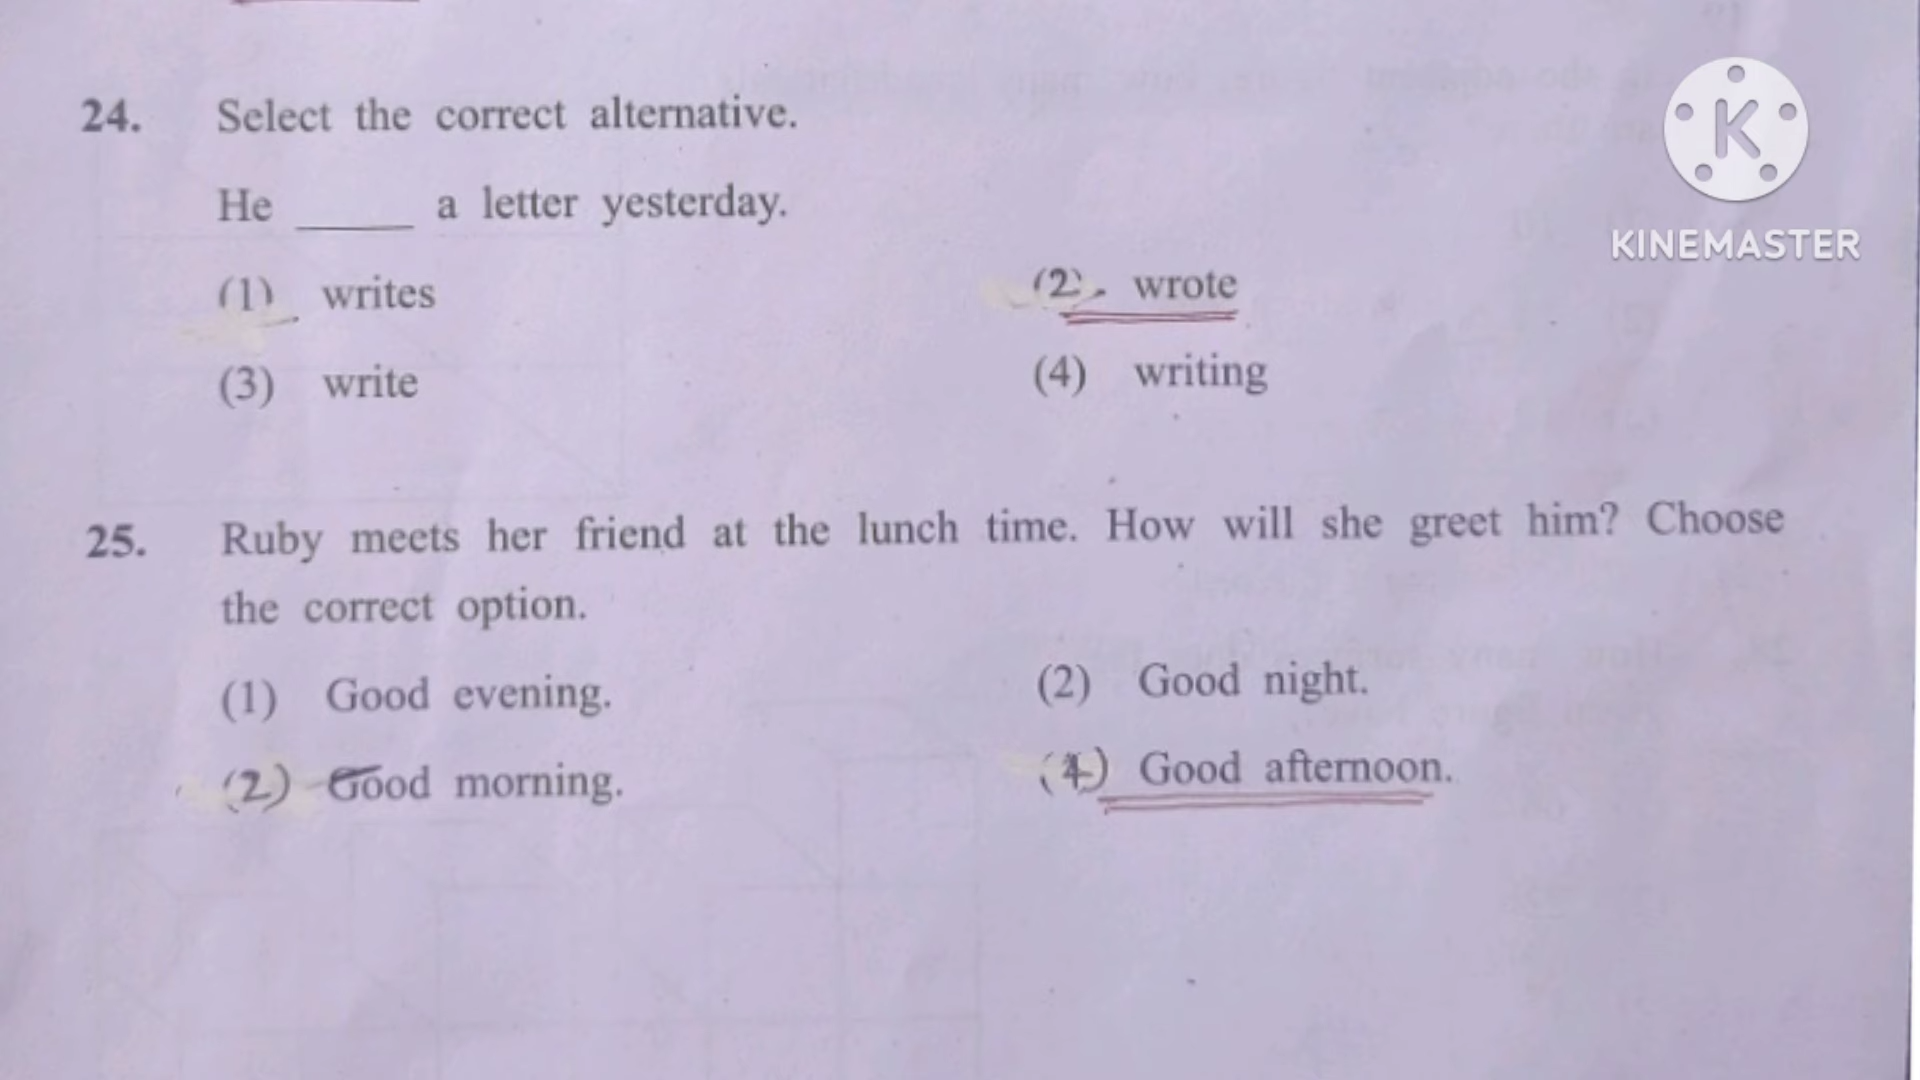 24. Select the correct alternative.
He _____ a letter yesterday.
(1) writes (2) wrote
(3) write (4) writing
25. Ruby meets her friend at the lunch time. How will she greet him? Choose
the correct option.
(1) Good evening. (2) Good night.
(2) Good morning. (4) Good afternoon.
K
KINEMASTER